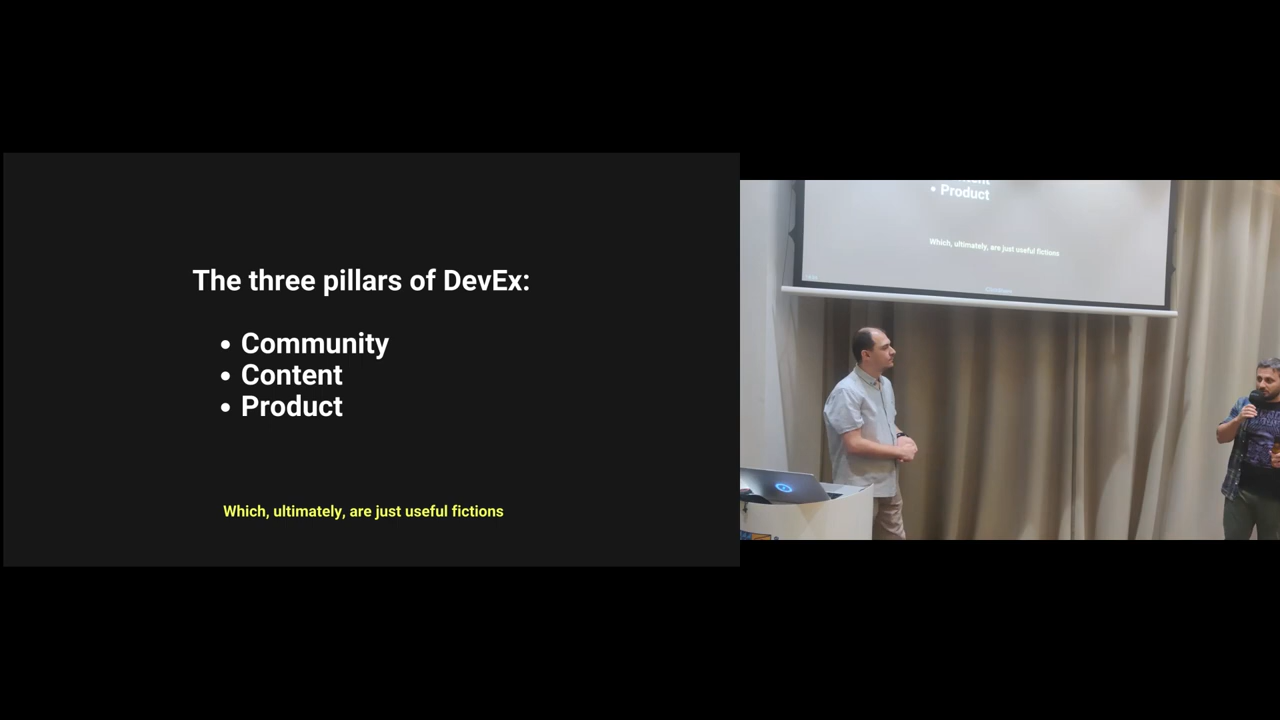 The three pillars of DevEx:
• Community
• Content
• Product
Which, ultimately, are just useful fictions
• Product
Which, ultimately, are just useful fictions